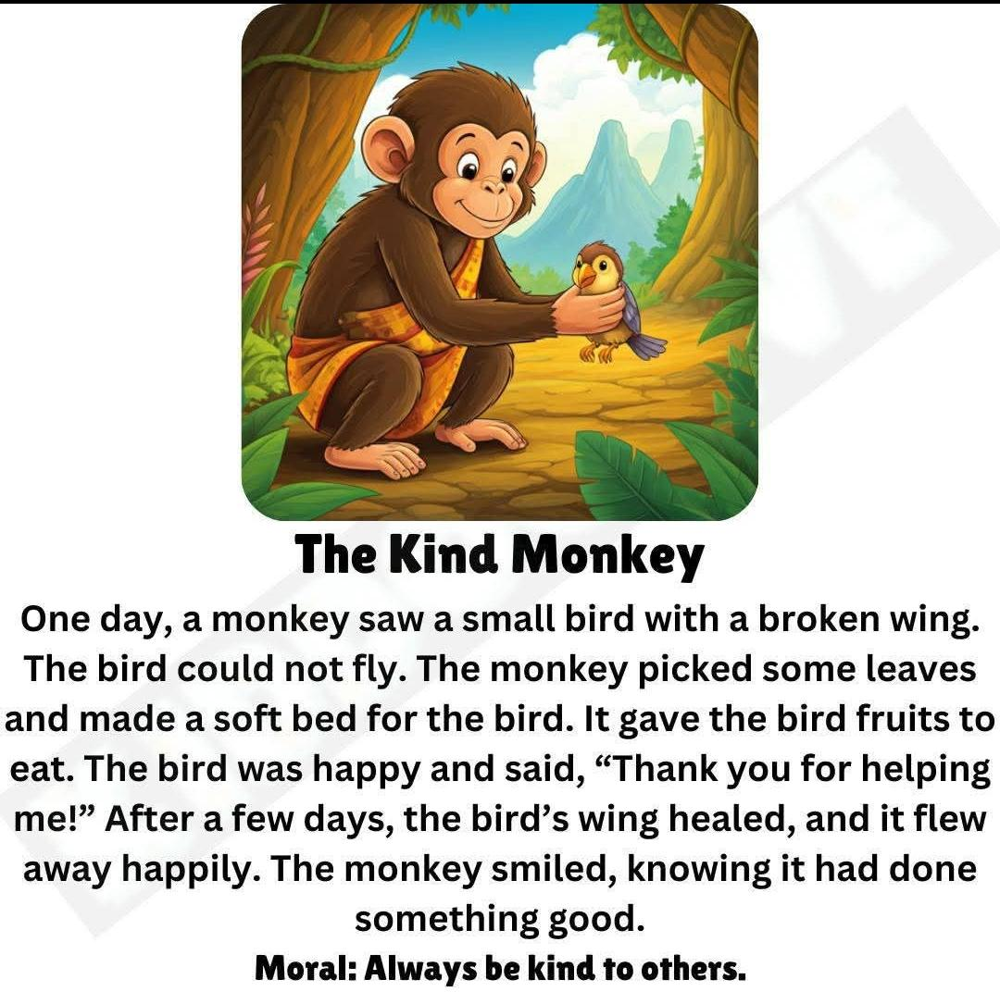 The Kind Monkey
One day, a monkey saw a small bird with a broken wing.
The bird could not fly. The monkey picked some leaves
and made a soft bed for the bird. It gave the bird fruits to
eat. The bird was happy and said, “Thank you for helping
me!” After a few days, the bird’s wing healed, and it flew
away happily. The monkey smiled, knowing it had done
something good.
Moral: Always be kind to others.